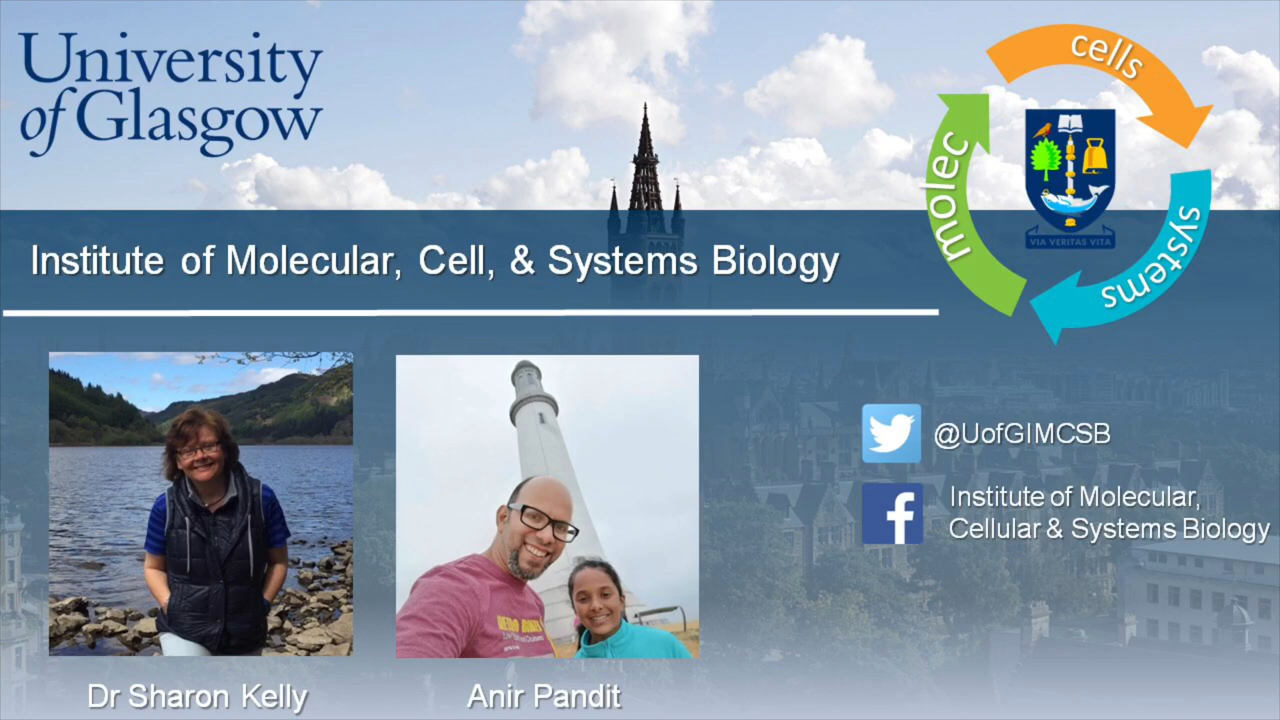 University
of Glasgow
cells
molec
systems
VIA VERITAS VITA
Institute of Molecular, Cell, & Systems Biology
@UofGIMCSB
Institute of Molecular,
Cellular & Systems Biology
Dr Sharon Kelly
Anir Pandit